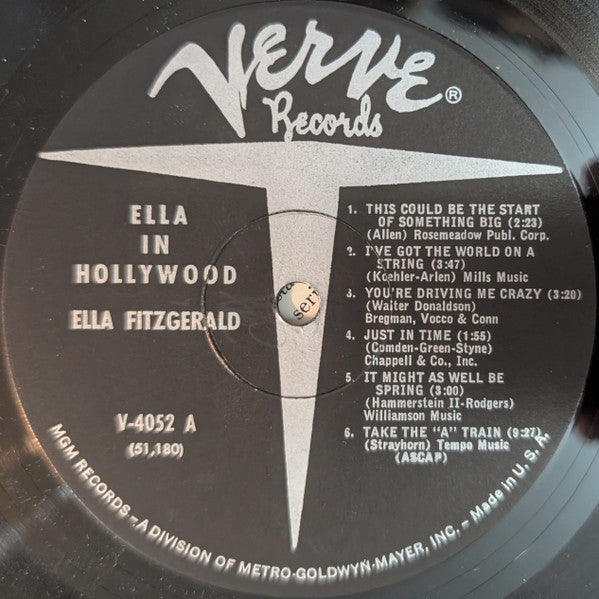 VERVE ®
Records
ELLA
IN
HOLLYWOOD
ELLA FITZGERALD
V-4052 A
(51,180)
1. THIS COULD BE THE START
OF SOMETHING BIG (2:23)
(Allen) Rosemeadow Publ. Corp.
2. I'VE GOT THE WORLD ON A
STRING (3:47)
(Koehler-Arlen) Mills Music
3. YOU'RE DRIVING ME CRAZY (3:20)
(Walter Donaldson)
Bregman, Vocco & Conn
4. JUST IN TIME (1:55)
(Comden-Green-Styne)
Chappell & Co., Inc.
5. IT MIGHT AS WELL BE
SPRING (3:00)
(Hammerstein II-Rodgers)
Williamson Music
6. TAKE THE "A" TRAIN (9:27)
(Strayhorn) Tempo Music
(ASCAP)
MGM RECORDS – A DIVISION OF METRO-GOLDWYN-MAYER, INC. – Made in U. S. A.